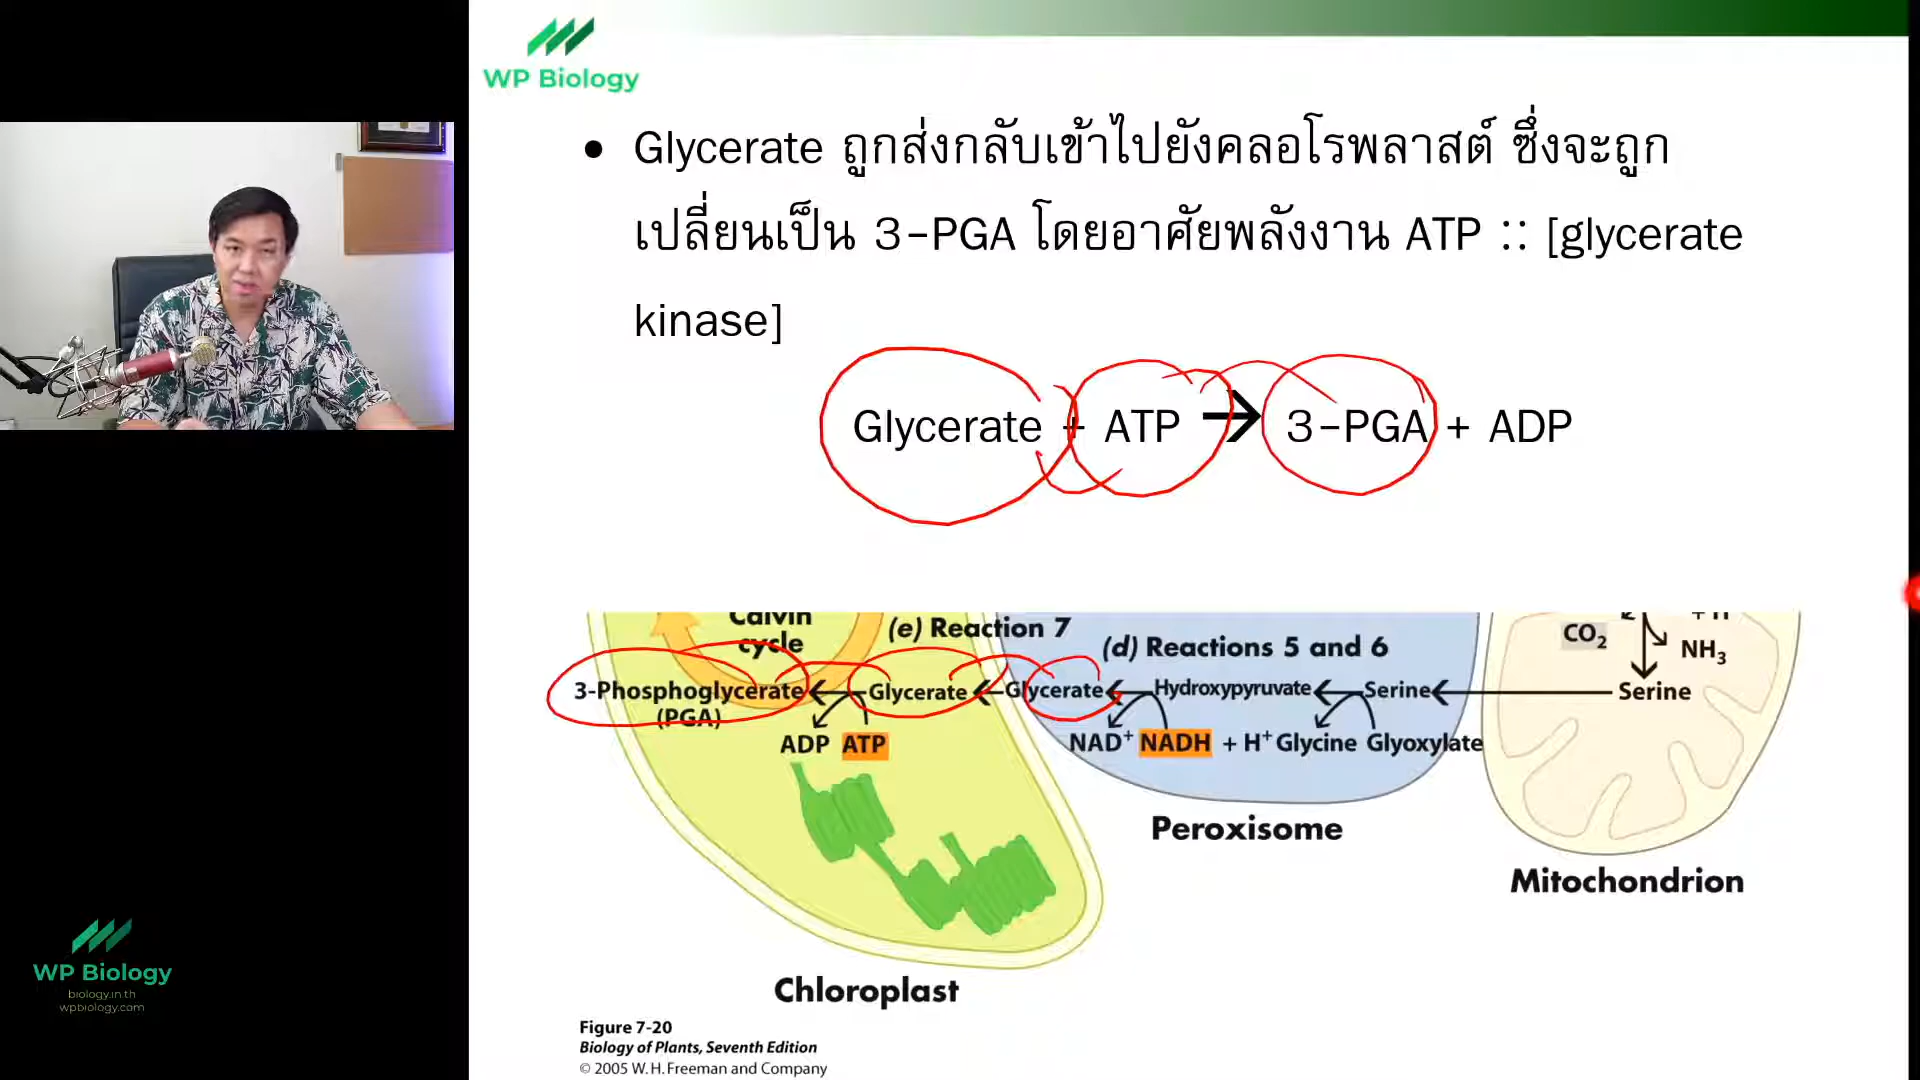 WP Biology
• Glycerate ถูกส่งกลับเข้าไปยังคลอโรพลาสต์ ซึ่งจะถูก
เปลี่ยนเป็น 3-PGA โดยอาศัยพลังงาน ATP :: [glycerate
kinase]
Glycerate + ATP → 3-PGA + ADP
Calvin
cycle
(e) Reaction 7
(d) Reactions 5 and 6
CO2
+ H
NH3
3-Phosphoglycerate
(PGA)
Glycerate
Glycerate
Hydroxypyruvate
Serine
Serine
ADP ATP
NAD+ NADH + H+ Glycine Glyoxylate
Peroxisome
Mitochondrion
Chloroplast
Figure 7-20
Biology of Plants, Seventh Edition
© 2005 W. H. Freeman and Company
WP Biology
biology.in.th
wpbiology.com